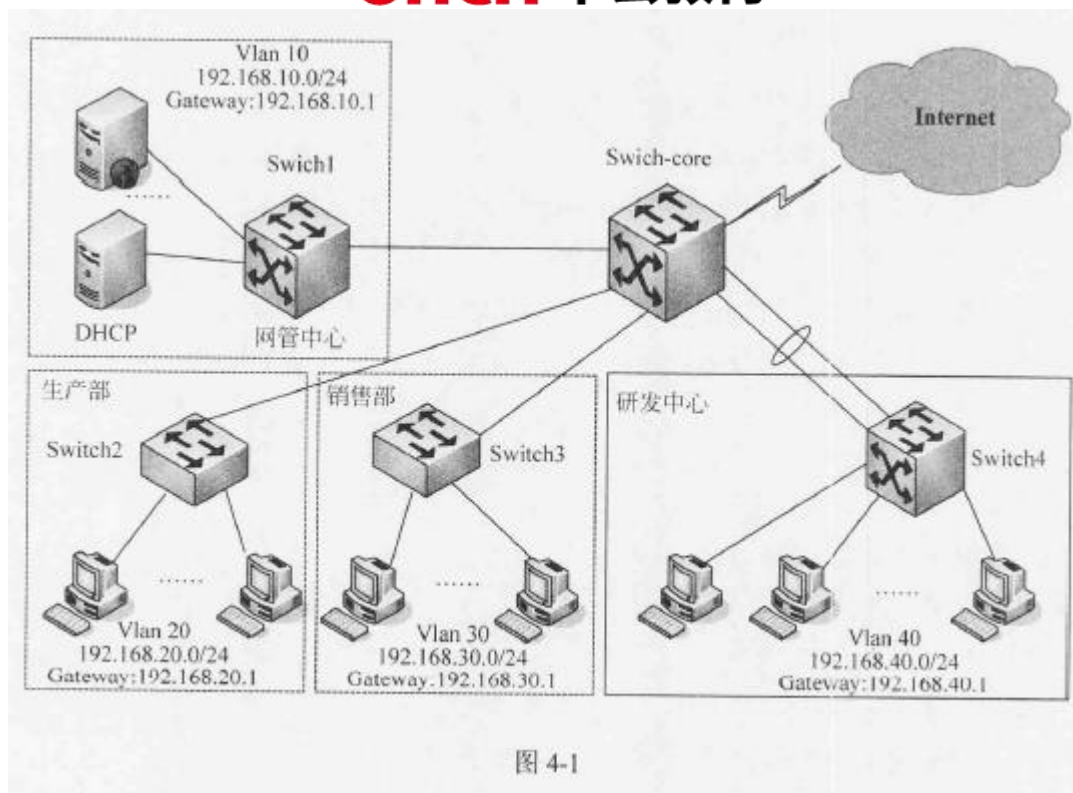 Vlan 10
192.168.10.0/24
Gateway:192.168.10.1
Swich1
Swich-core
Internet
......
DHCP
网管中心
生产部
Switch2
......
Vlan 20
192.168.20.0/24
Gateway:192.168.20.1
销售部
Switch3
......
Vlan 30
192.168.30.0/24
Gateway:192.168.30.1
研发中心
Switch4
......
Vlan 40
192.168.40.0/24
Gateway:192.168.40.1
图 4-1